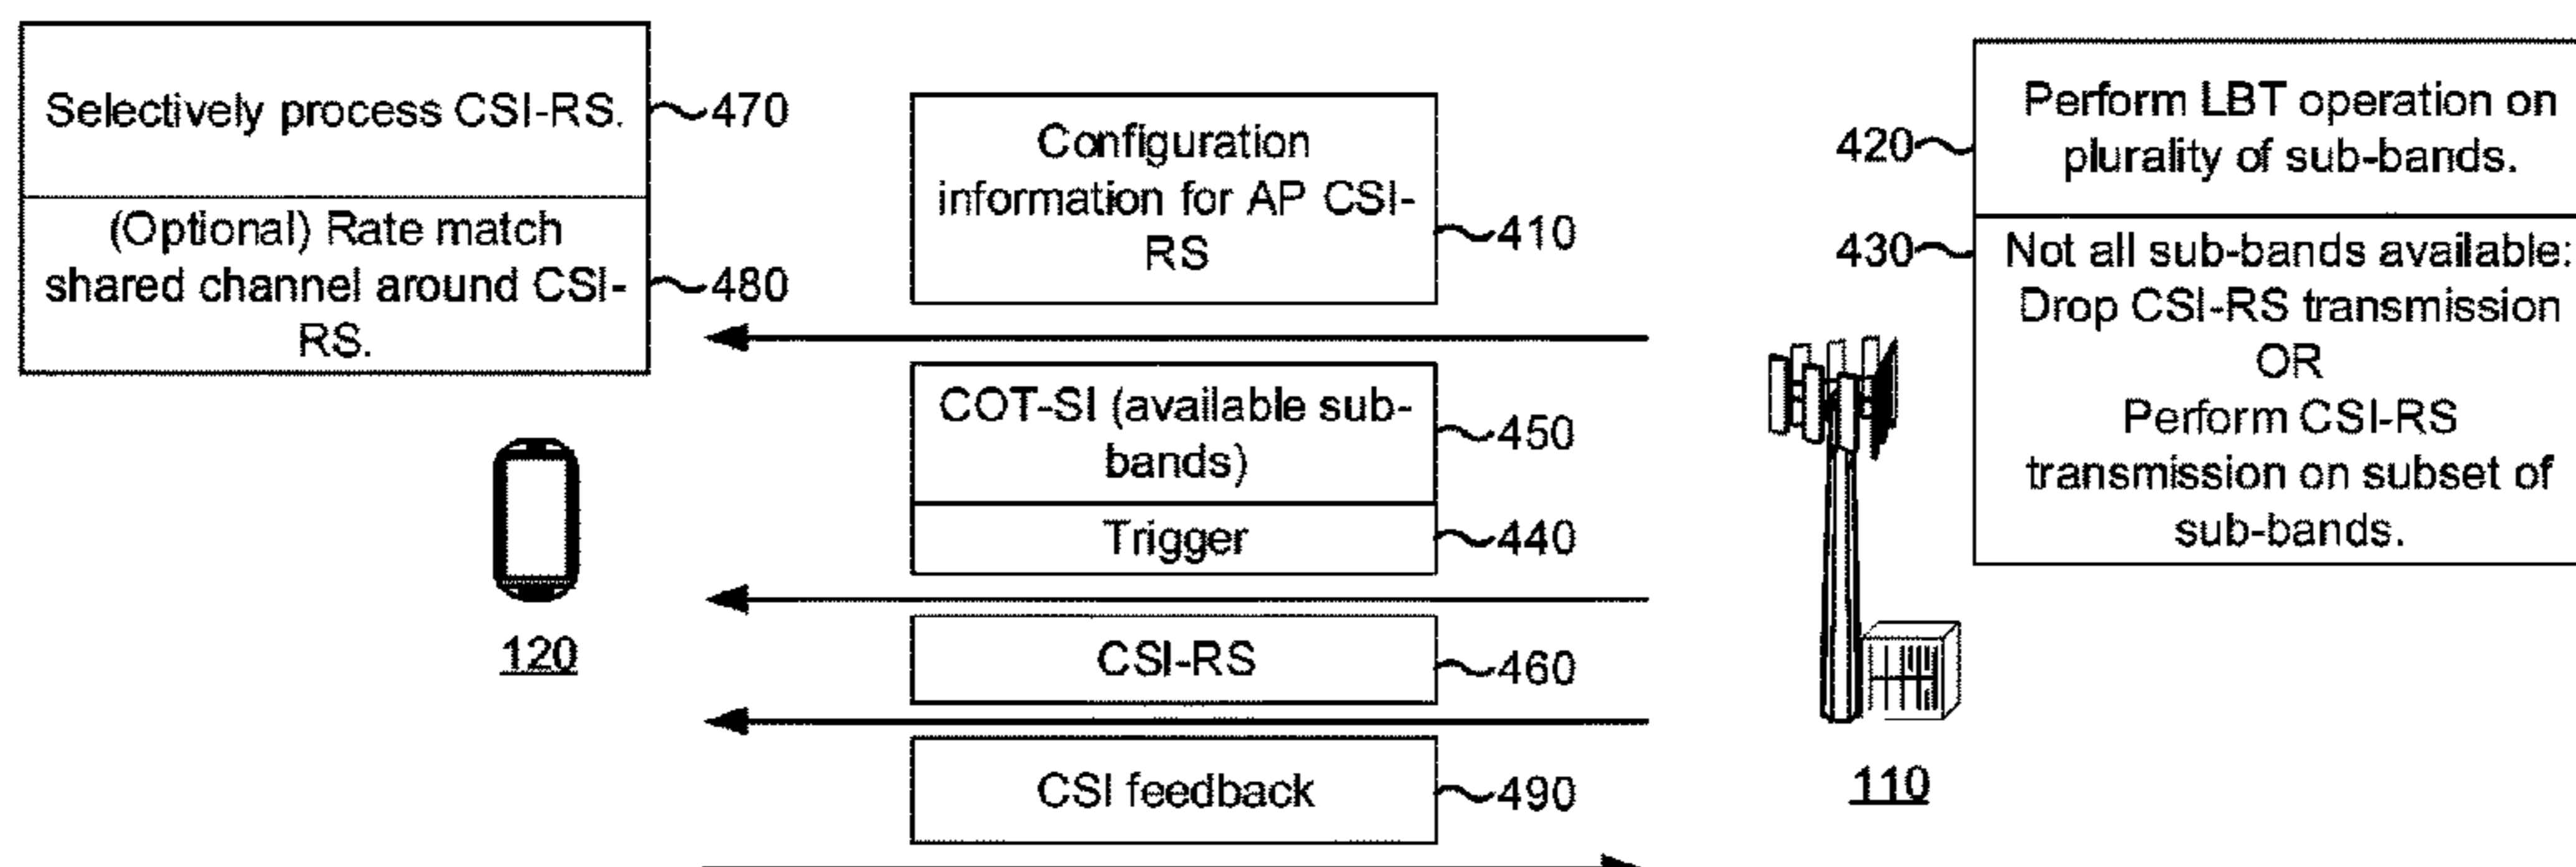 Selectively process CSI-RS.
470
(Optional) Rate match
shared channel around CSI-
RS.
480
120
Configuration
information for AP CSI-
RS
410
COT-SI (available sub-
bands)
450
Trigger
440
CSI-RS
460
CSI feedback
490
420
Perform LBT operation on
plurality of sub-bands.
430
Not all sub-bands available:
Drop CSI-RS transmission
OR
Perform CSI-RS
transmission on subset of
sub-bands.
110